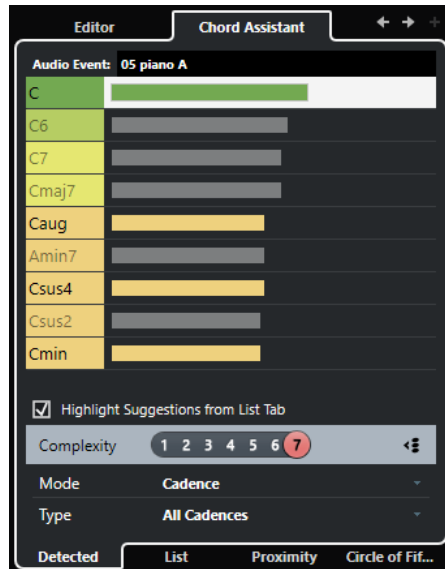 Editor Chord Assistant
Audio Event: 05 piano A
C
C6
C7
Cmaj7
Caug
Amin7
Csus4
Csus2
Cmin
Highlight Suggestions from List Tab
Complexity 1 2 3 4 5 6 7
Mode Cadence
Type All Cadences
Detected List Proximity Circle of Fif...